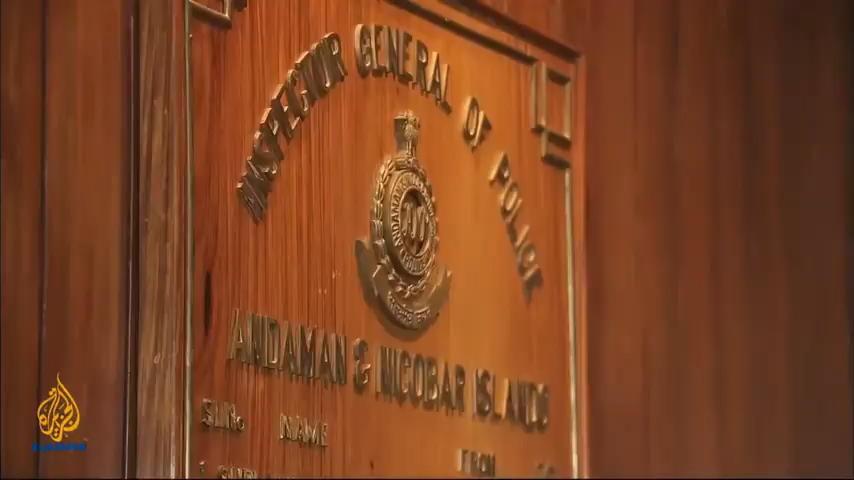 INSPECTOR GENERAL OF POLICE
ANDAMAN & NICOBAR ISLANDS
SL.No NAME FROM